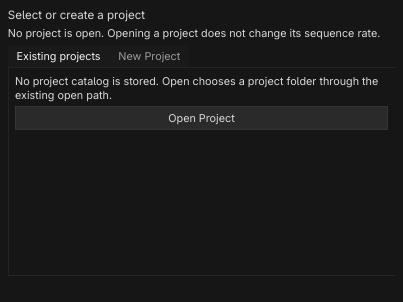 Select or create a project
No project is open. Opening a project does not change its sequence rate.
Existing projects
New Project
No project catalog is stored. Open chooses a project folder through the
existing open path.
Open Project